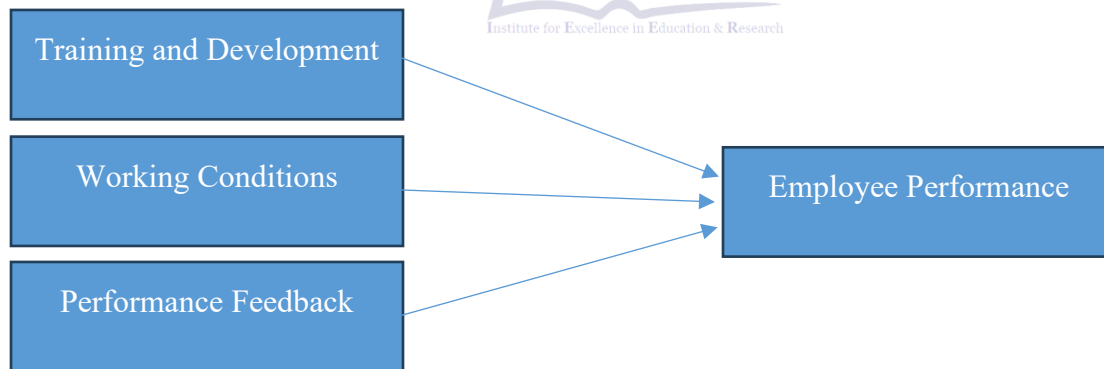 Institute for Excellence in Education & Research
Training and Development
Working Conditions
Employee Performance
Performance Feedback